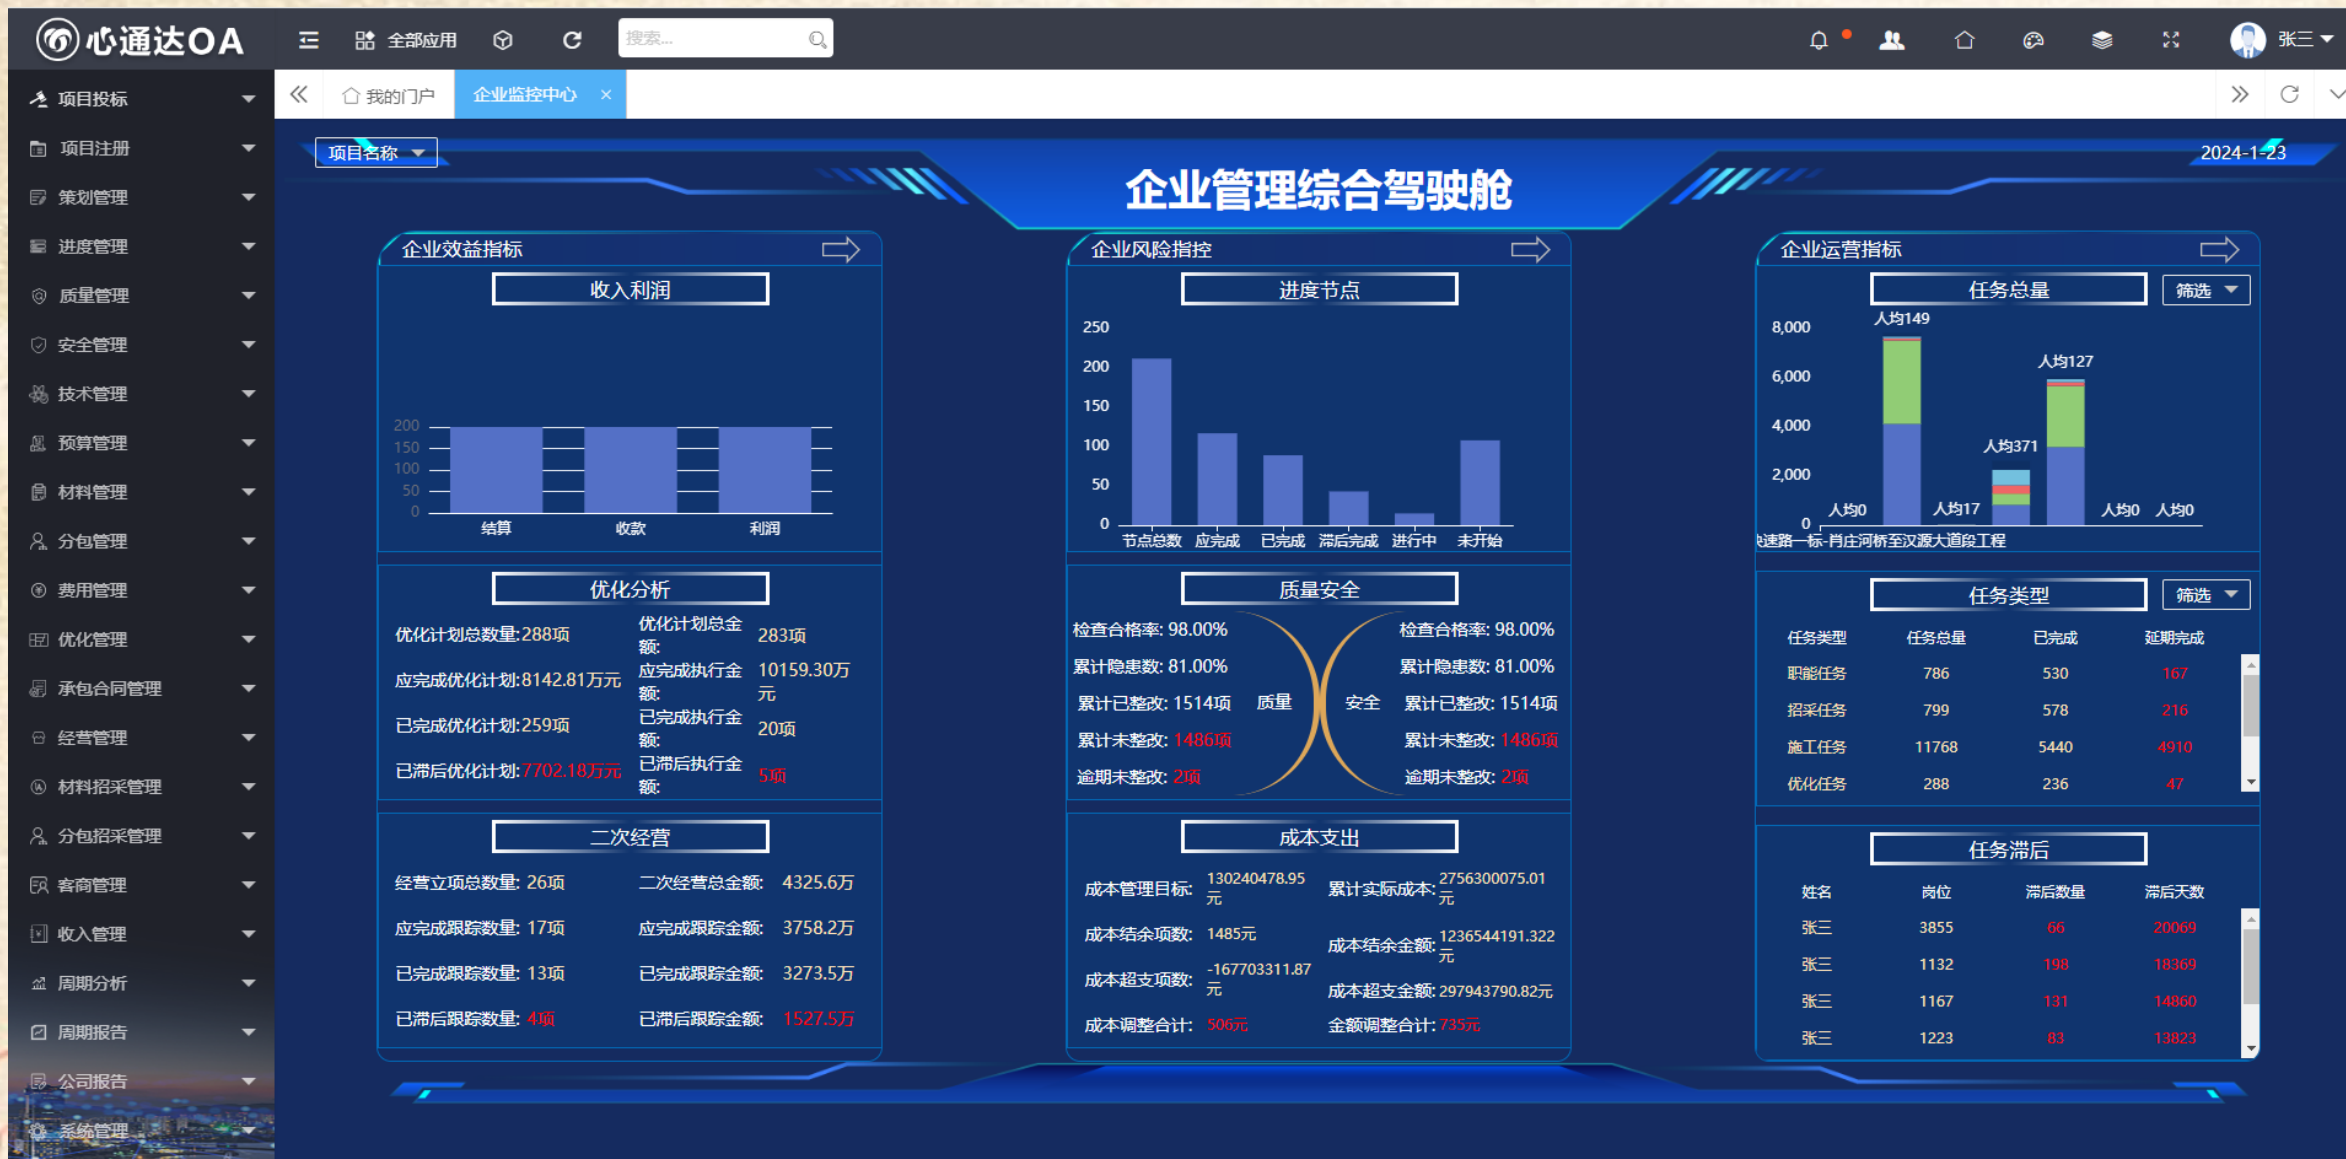 心通达OA
全部应用
搜索...
张三
项目投标
项目注册
策划管理
进度管理
质量管理
安全管理
技术管理
预算管理
材料管理
分包管理
费用管理
优化管理
承包合同管理
经营管理
材料招采管理
分包招采管理
客商管理
收入管理
周期分析
周期报告
公司报告
系统管理
我的门户
企业监控中心 ×
项目名称
企业管理综合驾驶舱
2024-1-23
企业效益指标
收入利润
200
150
100
50
0
结算 收款 利润
优化分析
优化计划总数量:288项 优化计划总金额: 283项
应完成优化计划:8142.81万元 应完成执行金额: 10159.30万元
已完成优化计划:259项 已完成执行金额: 20项
已滞后优化计划:7702.18万元 已滞后执行金额: 5项
二次经营
经营立项总数量: 26项 二次经营总金额: 4325.6万
应完成跟踪数量: 17项 应完成跟踪金额: 3758.2万
已完成跟踪数量: 13项 已完成跟踪金额: 3273.5万
已滞后跟踪数量: 4项 已滞后跟踪金额: 1527.5万
企业风险指控
进度节点
250
200
150
100
50
0
节点总数 应完成 已完成 滞后完成 进行中 未开始
质量安全
检查合格率: 98.00% 检查合格率: 98.00%
累计隐患数: 81.00% 累计隐患数: 81.00%
累计已整改: 1514项 质量 安全 累计已整改: 1514项
累计未整改: 1486项 累计未整改: 1486项
逾期未整改: 2项 逾期未整改: 2项
成本支出
成本管理目标: 130240478.95元 累计实际成本: 2756300075.01元
成本结余项数: 1485元 成本结余金额: 1236544191.322元
成本超支项数: -167703311.87元 成本超支金额: 297943790.82元
成本调整合计: 506元 金额调整合计: 735元
企业运营指标
任务总量 筛选
8,000
6,000
4,000
2,000
0
人均0 人均149 人均17 人均371 人均127 人均0 人均0
速路一标-肖庄河桥至汉源大道段工程
任务类型 筛选
任务类型 任务总量 已完成 延期完成
职能任务 786 530 167
招采任务 799 578 216
施工任务 11768 5440 4910
优化任务 288 236 47
任务滞后
姓名 岗位 滞后数量 滞后天数
张三 3855 66 20069
张三 1132 198 18369
张三 1167 131 14860
张三 1223 83 13823